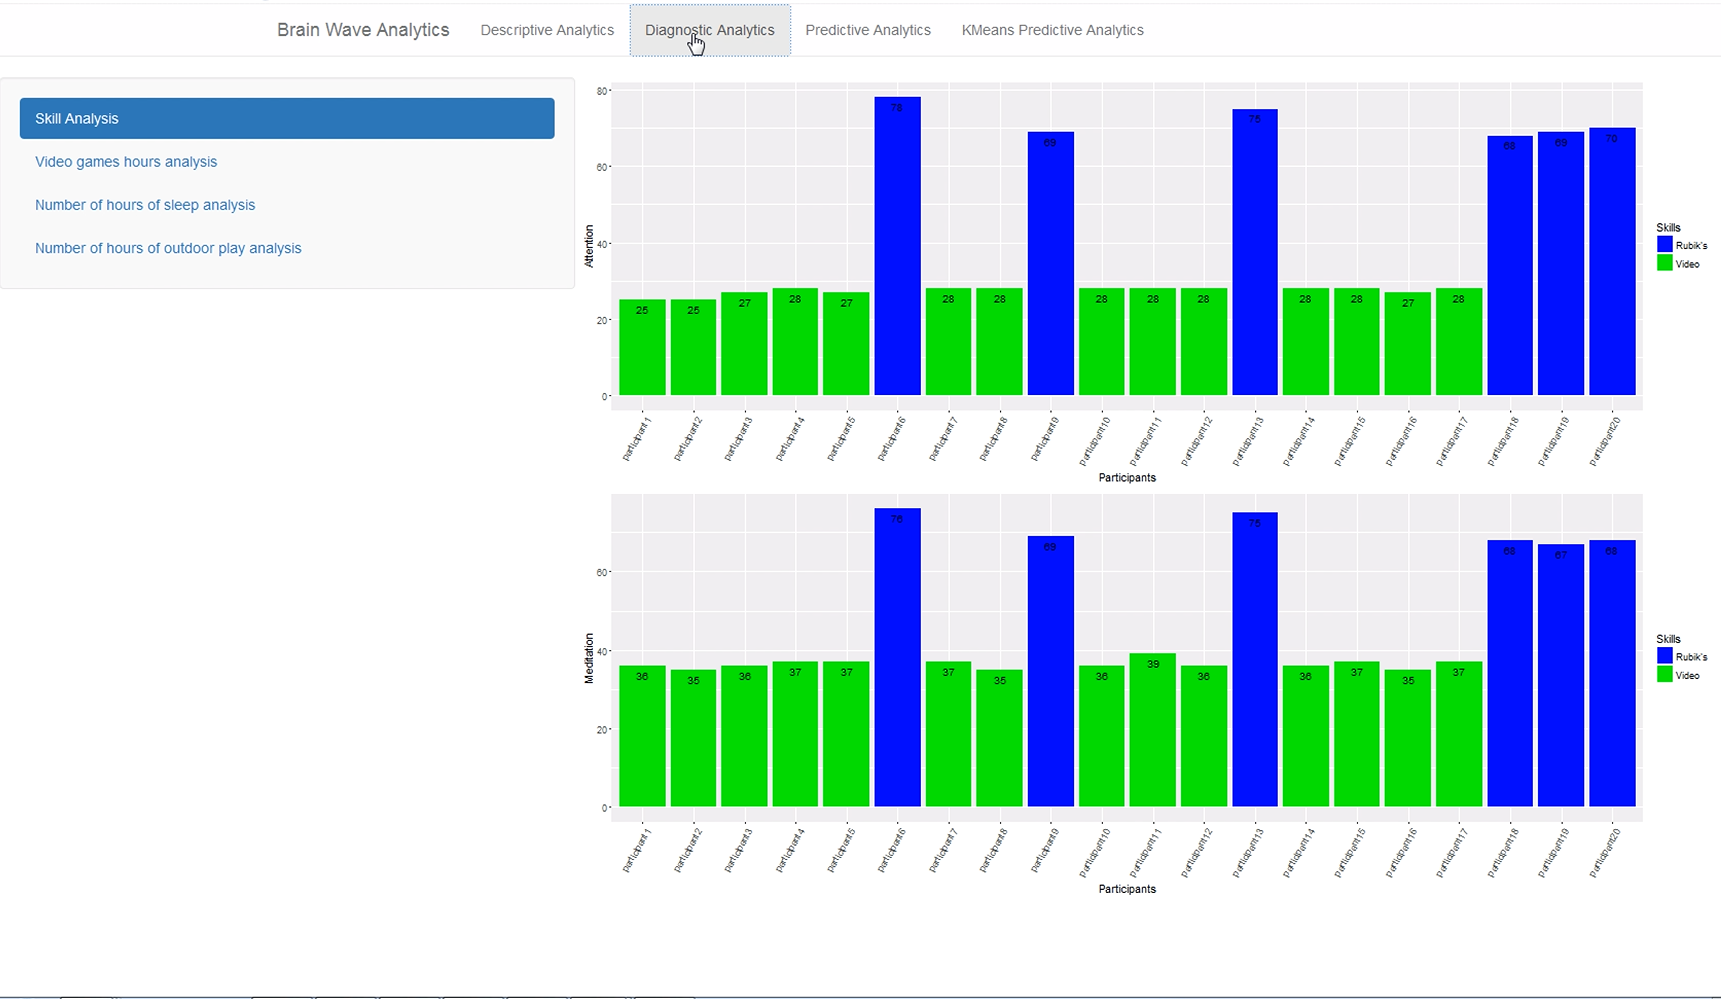 Brain Wave Analytics Descriptive Analytics Diagnostic Analytics Predictive Analytics KMeans Predictive Analytics
Skill Analysis
Video games hours analysis
Number of hours of sleep analysis
Number of hours of outdoor play analysis
Attention
80
60
40
20
0
25 25 27 28 27 78 28 28 69 28 28 28 75 28 28 27 28 68 69 70
participant1 participant2 participant3 participant4 participant5 participant6 participant7 participant8 participant9 participant10 participant11 participant12 participant13 participant14 participant15 participant16 participant17 participant18 participant19 participant20
Participants
Skills
Rubik's
Video
Meditation
60
40
20
0
36 35 36 37 37 76 37 35 69 36 39 36 75 36 37 35 37 68 67 68
participant1 participant2 participant3 participant4 participant5 participant6 participant7 participant8 participant9 participant10 participant11 participant12 participant13 participant14 participant15 participant16 participant17 participant18 participant19 participant20
Participants
Skills
Rubik's
Video